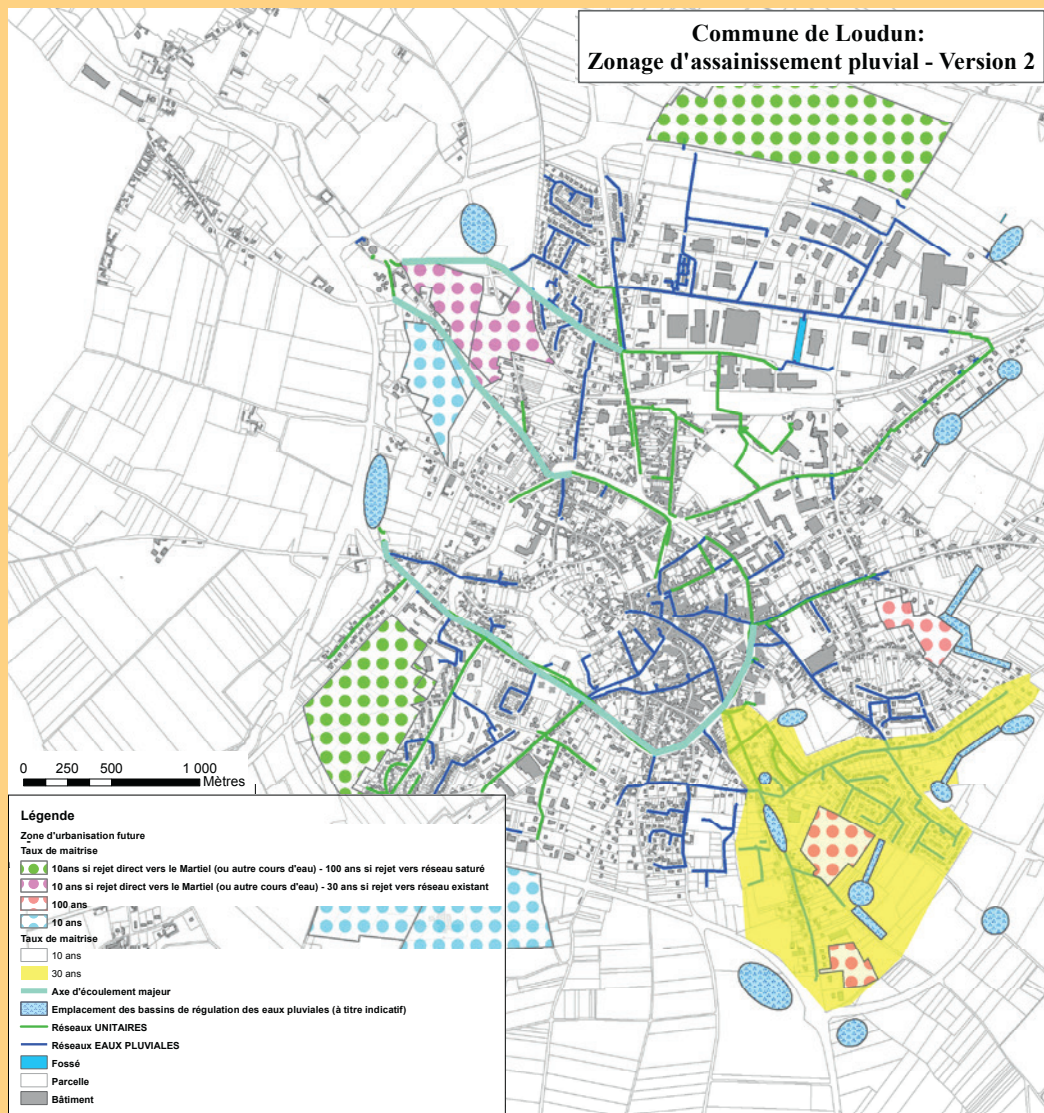 Commune de Loudun:
Zonage d'assainissement pluvial - Version 2
0 250 500 1 000
Mètres
Légende
Zone d'urbanisation future
Taux de maitrise
10ans si rejet direct vers le Martiel (ou autre cours d'eau) - 100 ans si rejet vers réseau saturé
10 ans si rejet direct vers le Martiel (ou autre cours d'eau) - 30 ans si rejet vers réseau existant
100 ans
10 ans
Taux de maitrise
10 ans
30 ans
Axe d'écoulement majeur
Emplacement des bassins de régulation des eaux pluviales (à titre indicatif)
Réseaux UNITAIRES
Réseaux EAUX PLUVIALES
Fossé
Parcelle
Bâtiment